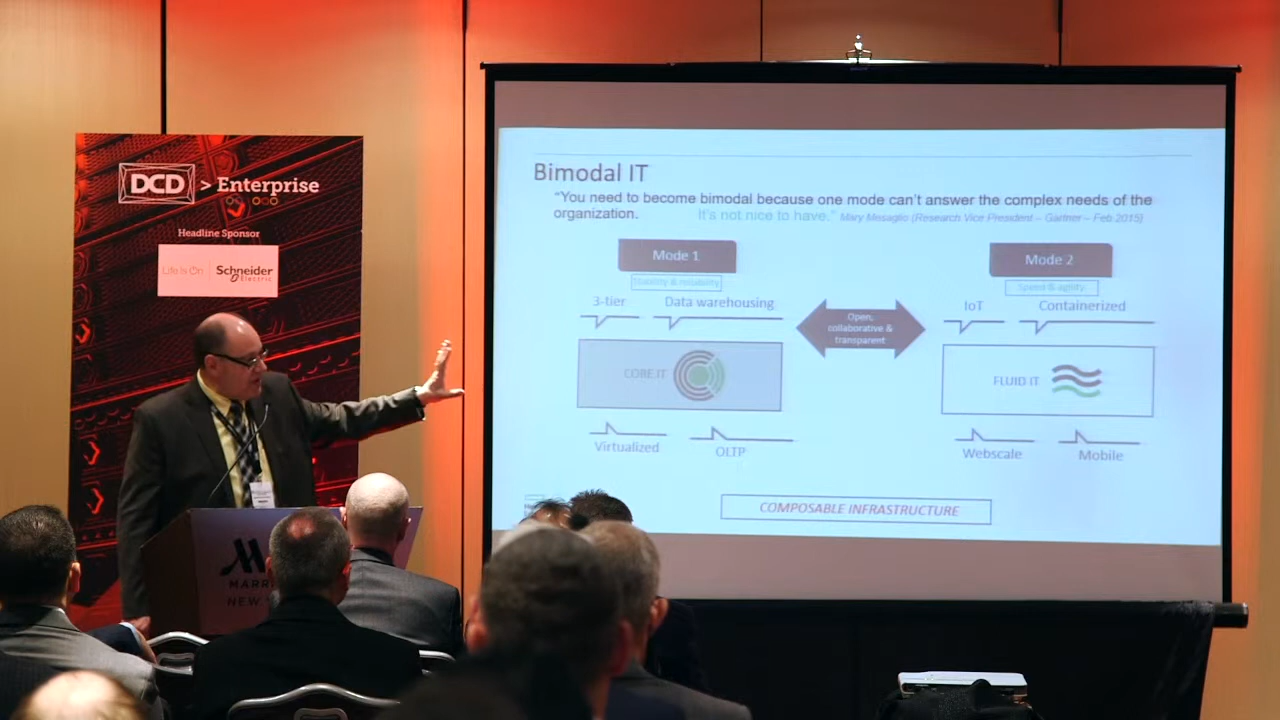 DCD > Enterprise
Headline Sponsor
Life Is On Schneider
Electric
MARR
NEW Y
Bimodal IT
"You need to become bimodal because one mode can't answer the complex needs of the
organization. It's not nice to have." Mary Mesaglio (Research Vice President – Gartner – Feb 2015)
Mode 1
Stability & reliability
3-tier Data warehousing
CORE IT
Virtualized OLTP
Open,
collaborative &
transparent
Mode 2
Speed & agility
IoT Containerized
FLUID IT
Webscale Mobile
COMPOSABLE INFRASTRUCTURE